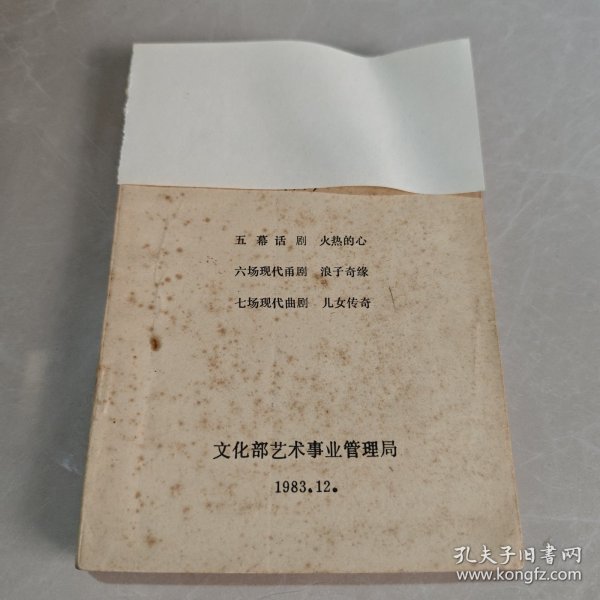 五幕话剧 火热的心
六场现代甬剧 浪子奇缘
七场现代曲剧 儿女传奇
文化部艺术事业管理局
1983.12.
孔夫子旧书网
www.kongfz.com